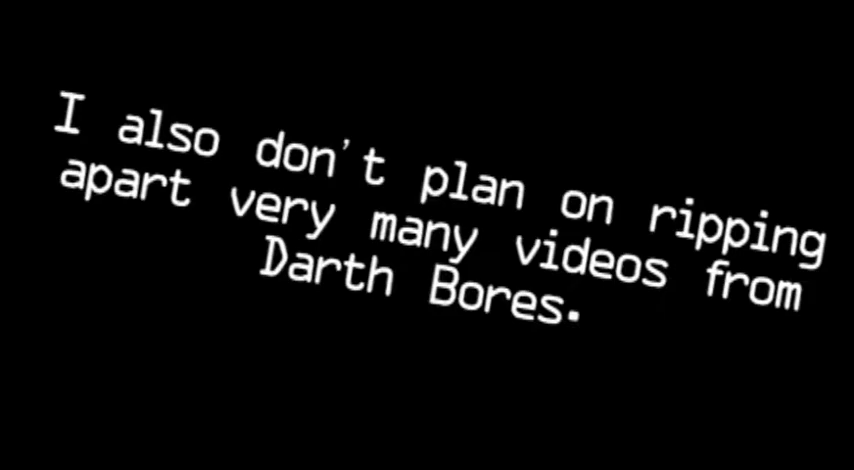 I also don't plan on ripping
apart very many videos from
Darth Bores.